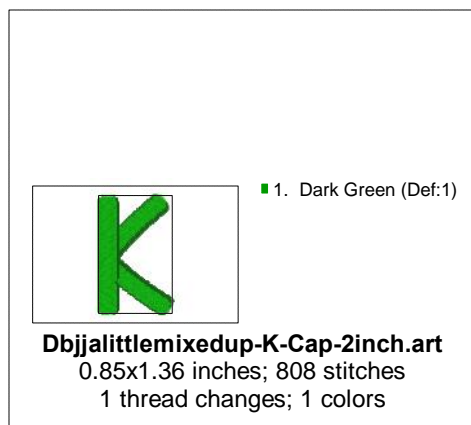 K
1. Dark Green (Def:1)
Dbjjalittlemixedup-K-Cap-2inch.art
0.85x1.36 inches; 808 stitches
1 thread changes; 1 colors